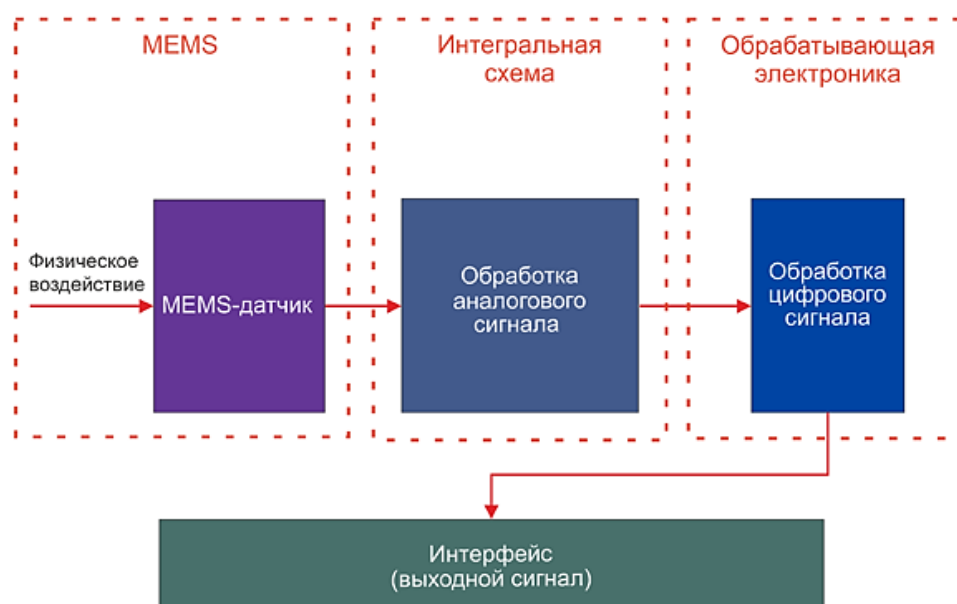 MEMS
Интегральная
схема
Обрабатывающая
электроника
Физическое
воздействие
MEMS-датчик
Обработка
аналогового
сигнала
Обработка
цифрового
сигнала
Интерфейс
(выходной сигнал)